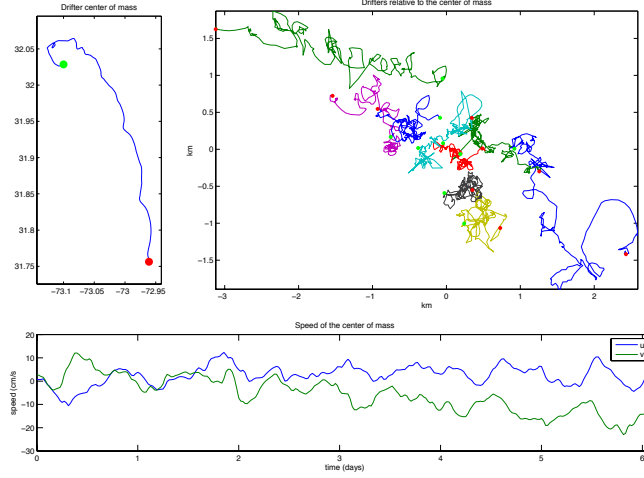 Drifter center of mass
32.05
32
31.95
31.9
31.85
31.8
31.75
−73.1 −73.05 −73 −72.95
Drifters relative to the center of mass
1.5
1
0.5
0
−0.5
−1
−1.5
km
−3 −2 −1 0 1 2
km
Speed of the center of mass
20
10
0
−10
−20
−30
speed (cm/s)
0 1 2 3 4 5 6
time (days)
u
v